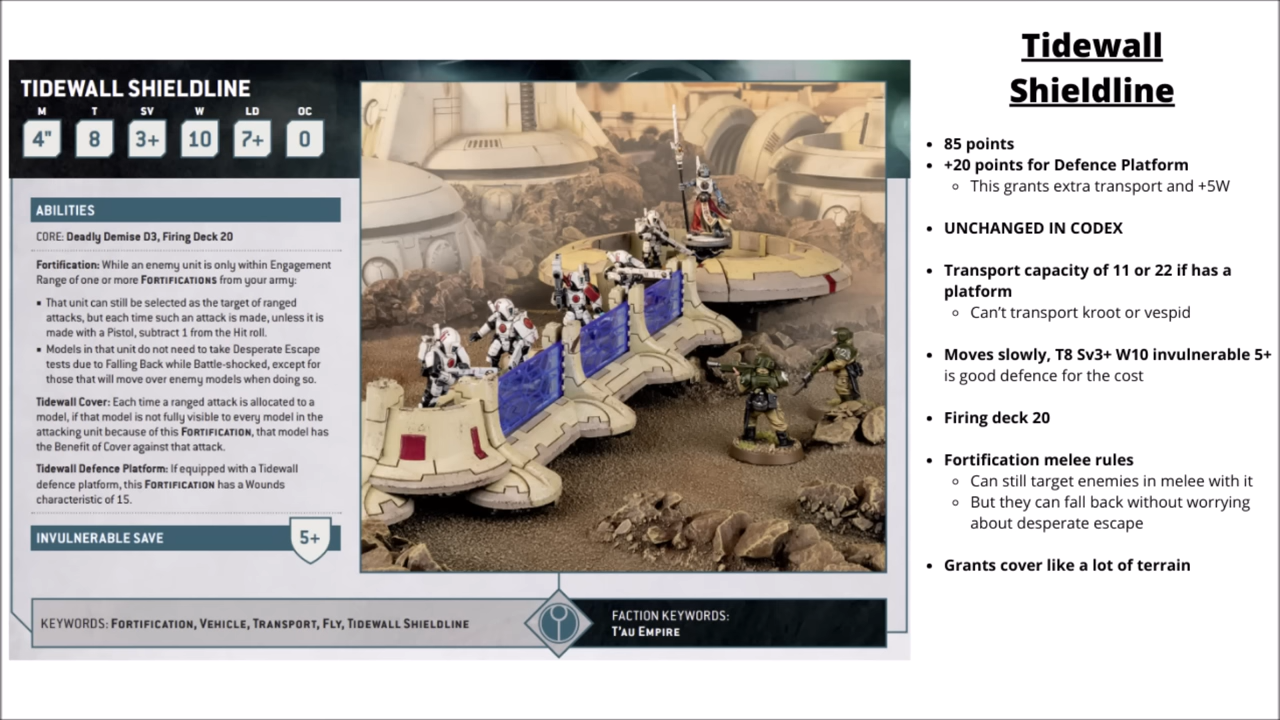 TIDEWALL SHIELDLINE
M T SV W LD OC
4" 8 3+ 10 7+ 0
ABILITIES
CORE: Deadly Demise D3, Firing Deck 20
Fortification: While an enemy unit is only within Engagement
Range of one or more FORTIFICATIONS from your army:
▪ That unit can still be selected as the target of ranged
attacks, but each time such an attack is made, unless it is
made with a Pistol, subtract 1 from the Hit roll.
▪ Models in that unit do not need to take Desperate Escape
tests due to Falling Back while Battle-shocked, except for
those that will move over enemy models when doing so.
Tidewall Cover: Each time a ranged attack is allocated to a
model, if that model is not fully visible to every model in the
attacking unit because of this FORTIFICATION, that model has
the Benefit of Cover against that attack.
Tidewall Defence Platform: If equipped with a Tidewall
defence platform, this FORTIFICATION has a Wounds
characteristic of 15.
INVULNERABLE SAVE 5+
KEYWORDS: FORTIFICATION, VEHICLE, TRANSPORT, FLY, TIDEWALL SHIELDLINE
FACTION KEYWORDS:
T'AU EMPIRE
Tidewall
Shieldline
• 85 points
• +20 points for Defence Platform
◦ This grants extra transport and +5W
• UNCHANGED IN CODEX
• Transport capacity of 11 or 22 if has a
platform
◦ Can't transport kroot or vespid
• Moves slowly, T8 Sv3+ W10 invulnerable 5+
is good defence for the cost
• Firing deck 20
• Fortification melee rules
◦ Can still target enemies in melee with it
◦ But they can fall back without worrying
about desperate escape
• Grants cover like a lot of terrain